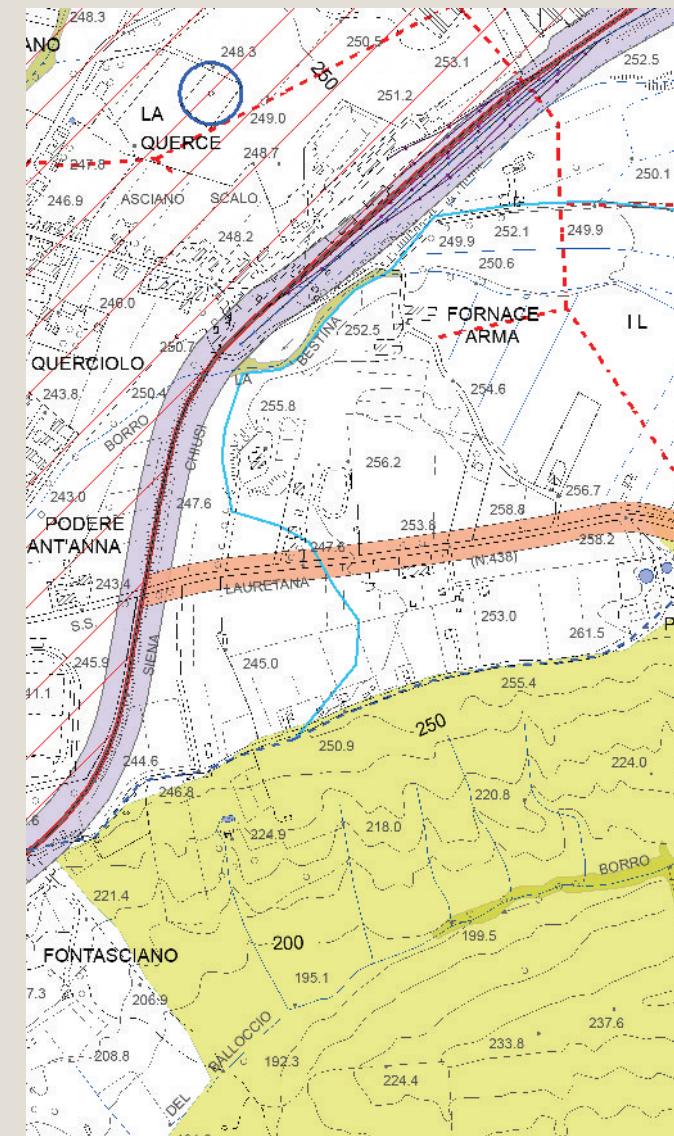 248.3
ANO
248.3
250.5
250
253.1
252.5
251.2
LA
QUERCE
249.0
248.7
247.8
250.1
246.9
ASCIANO SCALO
248.2
249.9
252.1
249.9
250.6
246.0
FORNACE
ARMA
I L
252.5
BESTINA
250.7
QUERCIOLO
LA
250.4
243.8
254.6
255.8
BORRO
CHIUSI
256.2
243.0
247.6
256.7
258.8
PODERE
ANT'ANNA
253.8
247.6
258.2
(N.438)
243.4
LAURETANA
S.S.
253.0
261.5
P
SIENA
245.9
245.0
41.1
255.4
250
250.9
244.6
224.0
246.8
220.8
.6
218.0
224.9
BORRO
221.4
199.5
FONTASCIANO
200
195.1
7.3
206.9
237.6
233.8
BALLOCCIO
208.8
192.3
224.4
DEL